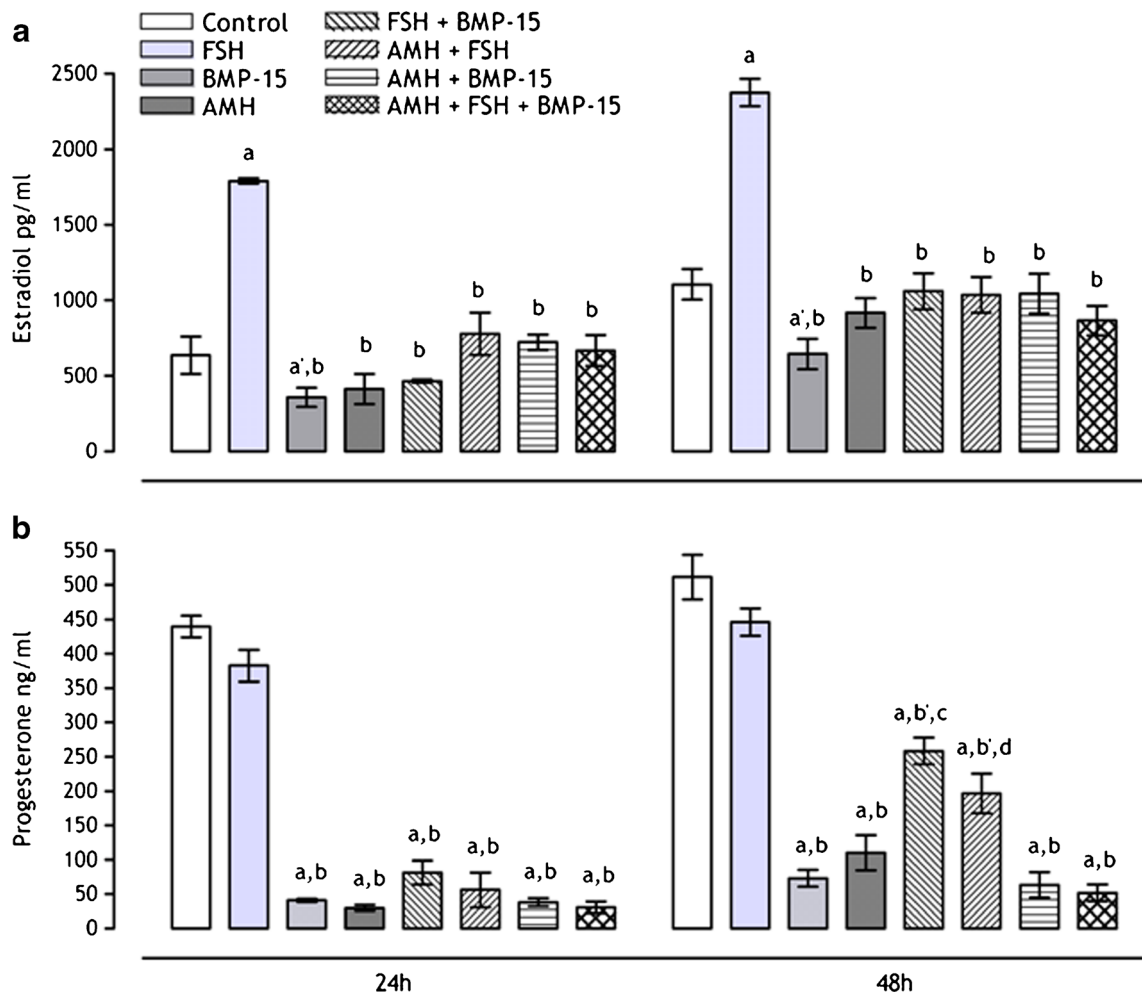 a
Control
FSH
BMP-15
AMH
FSH + BMP-15
AMH + FSH
AMH + BMP-15
AMH + FSH + BMP-15
Estradiol pg/ml
2500
2000
1500
1000
500
0
a
a',b
b
b
b
b
b
a
a',b
b
b
b
b
b
b
Progesterone ng/ml
550
500
450
400
350
300
250
200
150
100
50
0
a,b
a,b
a,b
a,b
a,b
a,b
a,b
a,b
a,b',c
a,b',d
a,b
a,b
24h
48h